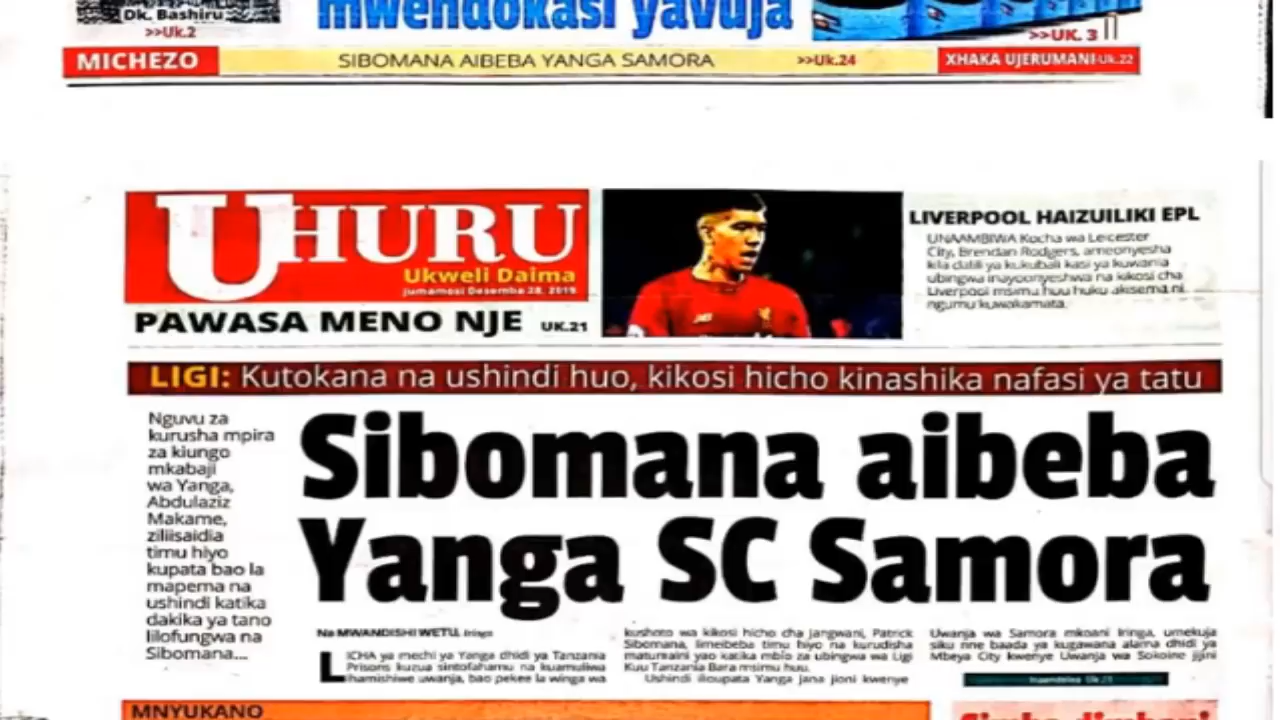 Dk. Bashiru
>>Uk.2
mwendokasi yavuja
>>UK. 3
MICHEZO
SIBOMANA AIBEBA YANGA SAMORA >>Uk.24
XHAKA UJERUMANI-Uk.22
UHURU
Ukweli Daima
Jumamosi Desemba 28, 2019
PAWASA MENO NJE UK.21
LIVERPOOL HAIZUILIKI EPL
UNAAMBIWA Kocha wa Leicester
City, Brendan Rodgers, ameonyesha
kila dalili ya kukubali kasi ya kuwania
ubingwa inayoonyeshwa na kikosi cha
Liverpool msimu huu huku akisema ni
ngumu kuwakamata.
LIGI: Kutokana na ushindi huo, kikosi hicho kinashika nafasi ya tatu
Nguvu za
kurusha mpira
za kiungo
mkabaji
wa Yanga,
Abdulaziz
Makame,
ziliisaidia
timu hiyo
kupata bao la
mapema na
ushindi katika
dakika ya tano
lilofungwa na
Sibomana...
Sibomana aibeba
Yanga SC Samora
Na MWANDISHI WETU, Iringa
LICHA ya mechi ya Yanga dhidi ya Tanzania
Prisons kuzua sintofahamu na kuamuliwa
ihamishiwe uwanja, bao pekee la winga wa
kushoto wa kikosi hicho cha Jangwani, Patrick
Sibomana, limeibeba timu hiyo na kurudisha
matumaini yao katika mbio za ubingwa wa Ligi
Kuu Tanzania Bara msimu huu.
Ushindi ilioupata Yanga jana jioni kwenye
Uwanja wa Samora mkoani Iringa, umekuja
siku nne baada ya kugawana alama dhidi ya
Mbeya City kwenye Uwanja wa Sokoine jijini
Inaendelea Uk 21
MNYUKANO